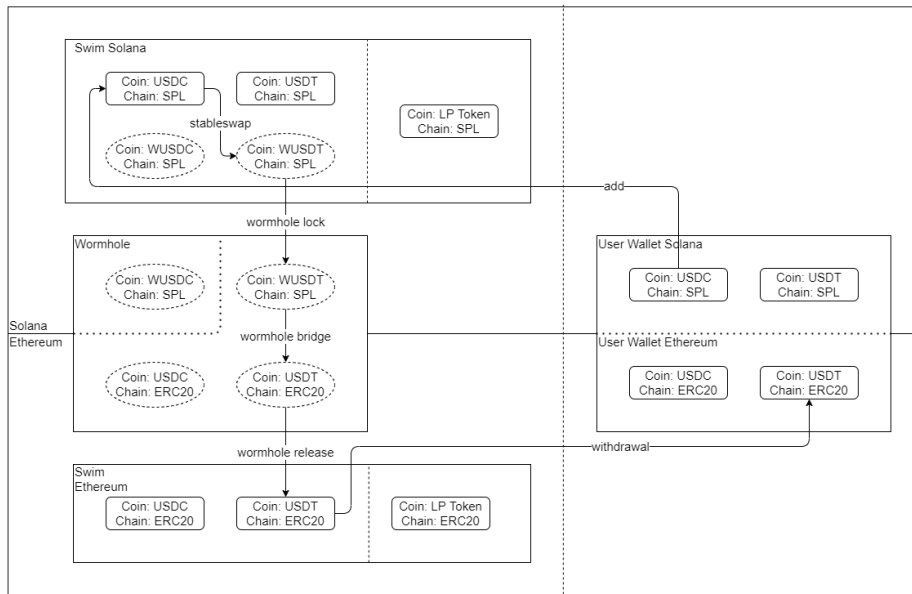 Swim Solana
Coin: USDC
Chain: SPL
Coin: USDT
Chain: SPL
Coin: LP Token
Chain: SPL
stableswap
Coin: WUSDC
Chain: SPL
Coin: WUSDT
Chain: SPL
add
wormhole lock
Wormhole
User Wallet Solana
Coin: WUSDC
Chain: SPL
Coin: WUSDT
Chain: SPL
Coin: USDC
Chain: SPL
Coin: USDT
Chain: SPL
Solana
Ethereum
wormhole bridge
User Wallet Ethereum
Coin: USDC
Chain: ERC20
Coin: USDT
Chain: ERC20
Coin: USDC
Chain: ERC20
Coin: USDT
Chain: ERC20
wormhole release
withdrawal
Swim
Ethereum
Coin: USDC
Chain: ERC20
Coin: USDT
Chain: ERC20
Coin: LP Token
Chain: ERC20